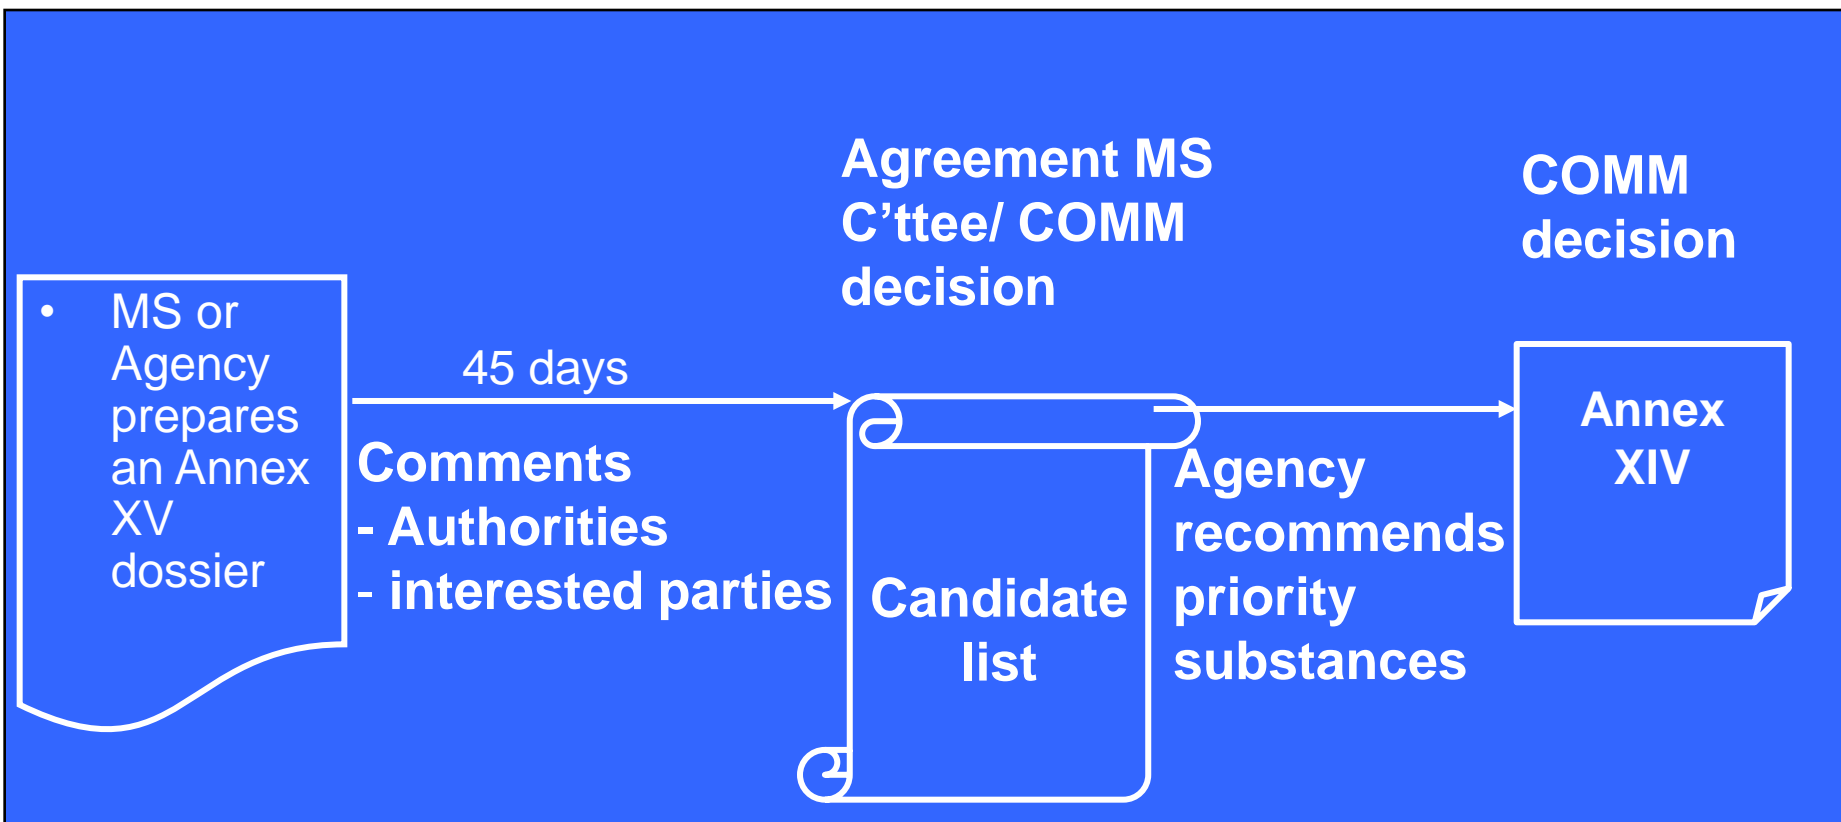 • MS or
Agency
prepares
an Annex
XV
dossier
45 days
Comments
- Authorities
- interested parties
Agreement MS
C'ttee/ COMM
decision
Candidate
list
Agency
recommends
priority
substances
COMM
decision
Annex
XIV